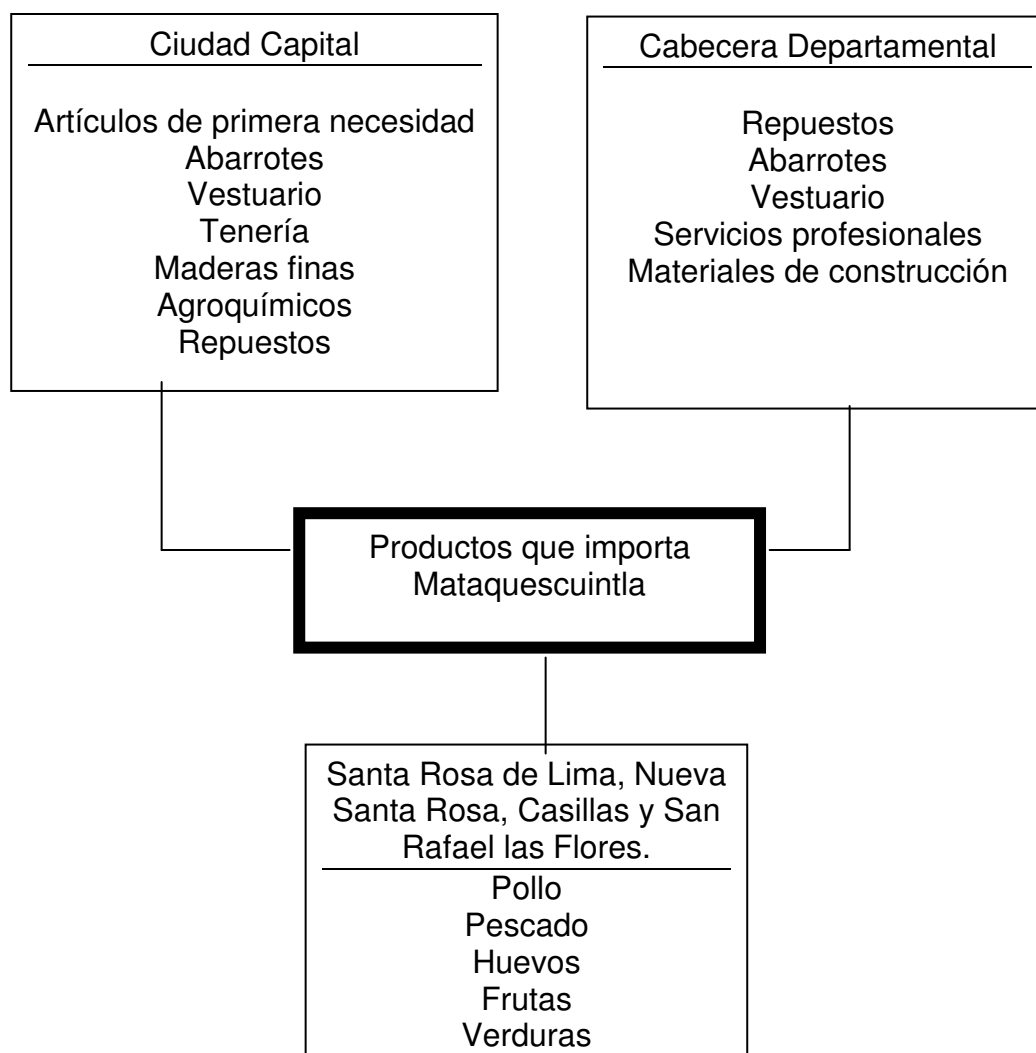 Ciudad Capital
Artículos de primera necesidad
Abarrotes
Vestuario
Tenería
Maderas finas
Agroquímicos
Repuestos
Cabecera Departamental
Repuestos
Abarrotes
Vestuario
Servicios profesionales
Materiales de construcción
Productos que importa
Mataquescuintla
Santa Rosa de Lima, Nueva
Santa Rosa, Casillas y San
Rafael las Flores.
Pollo
Pescado
Huevos
Frutas
Verduras